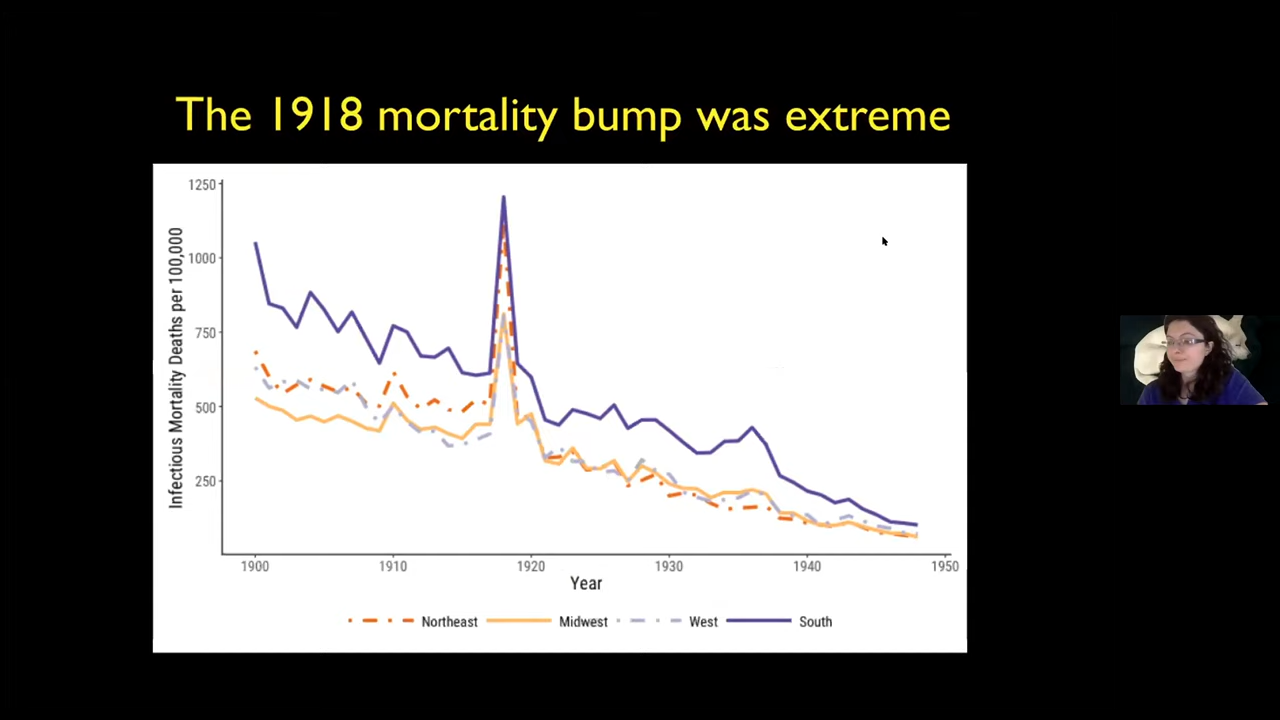 The 1918 mortality bump was extreme
Infectious Mortality Deaths per 100,000
1250
1000
750
500
250
1900 1910 1920 1930 1940 1950
Year
Northeast Midwest West South